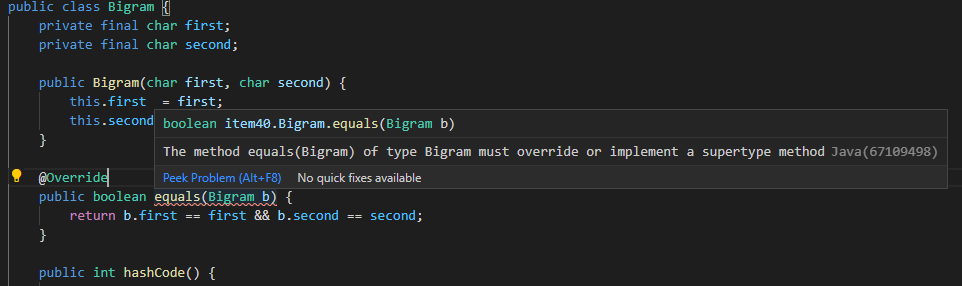 public class Bigram {
private final char first;
private final char second;
public Bigram(char first, char second) {
this.first  = first;
this.second
boolean item40.Bigram.equals(Bigram b)
}
The method equals(Bigram) of type Bigram must override or implement a supertype method Java(67109498)
@Override
Peek Problem (Alt+F8) No quick fixes available
public boolean equals(Bigram b) {
return b.first == first && b.second == second;
}
public int hashCode() {